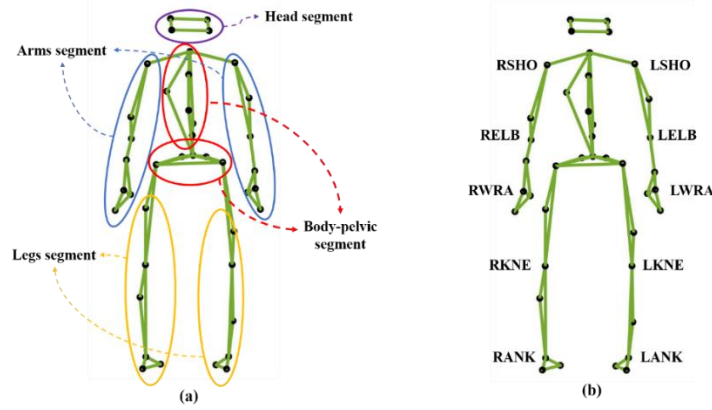 Head segment
Arms segment
Body-pelvic
segment
Legs segment
(a)
RSHO
LSHO
RELB
LELB
RWRA
LWRA
RKNE
LKNE
RANK
LANK
(b)